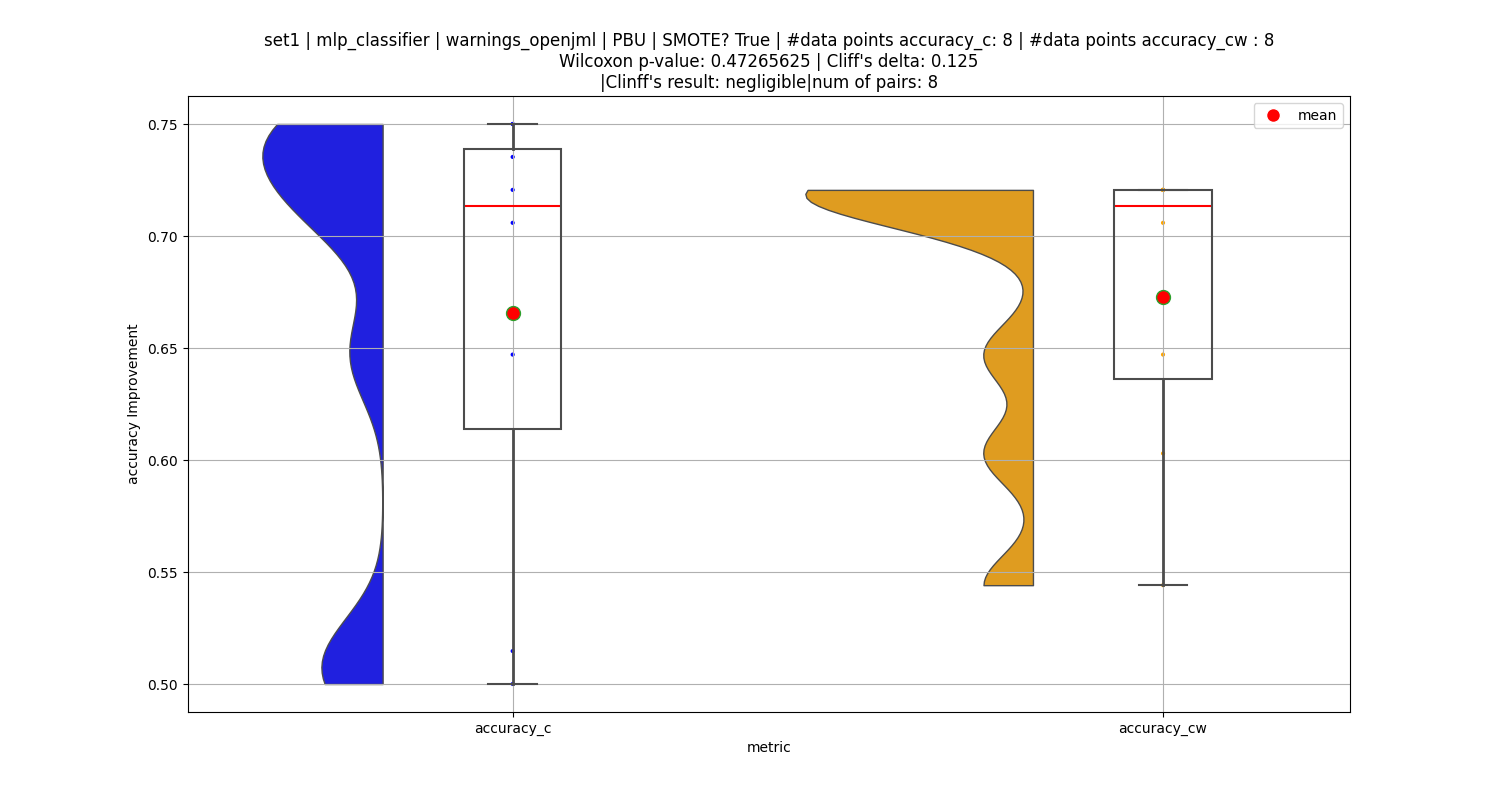 set1 | mlp_classifier | warnings_openjml | PBU | SMOTE? True | #data points accuracy_c: 8 | #data points accuracy_cw : 8
Wilcoxon p-value: 0.47265625 | Cliff's delta: 0.125
|Clinff's result: negligible|num of pairs: 8
mean
0.75
0.70
0.65
0.60
0.55
0.50
accuracy Improvement
accuracy_c
accuracy_cw
metric